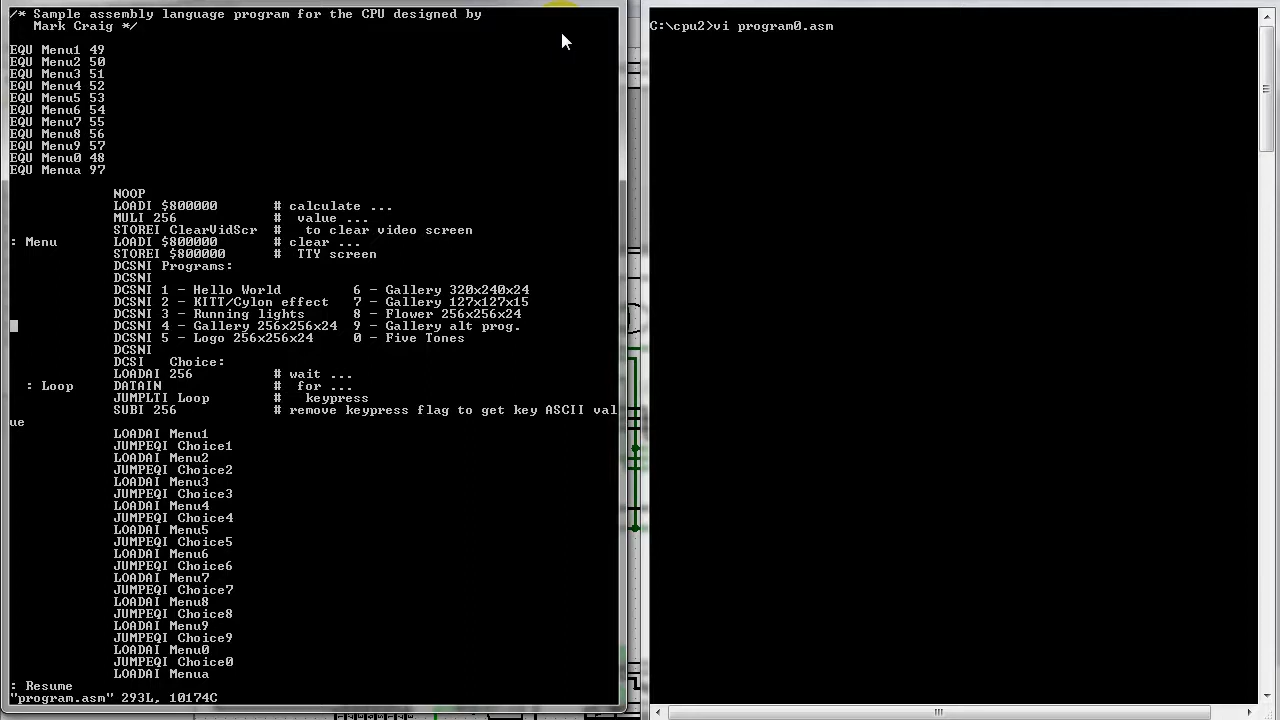 /* Sample assembly language program for the CPU designed by
   Mark Craig */
EQU Menu1 49
EQU Menu2 50
EQU Menu3 51
EQU Menu4 52
EQU Menu5 53
EQU Menu6 54
EQU Menu7 55
EQU Menu8 56
EQU Menu9 57
EQU Menu0 48
EQU Menua 97
NOOP
LOADI $800000       # calculate ...
MULI 256            #  value ...
STOREI ClearVidScr  #   to clear video screen
: Menu       LOADI $800000       # clear ...
STOREI $800000      #  TTY screen
DCSNI Programs:
DCSNI
DCSNI 1 - Hello World         6 - Gallery 320x240x24
DCSNI 2 - KITT/Cylon effect   7 - Gallery 127x127x15
DCSNI 3 - Running lights      8 - Flower 256x256x24
DCSNI 4 - Gallery 256x256x24  9 - Gallery alt prog.
DCSNI 5 - Logo 256x256x24     0 - Five Tones
DCSNI
DCSI   Choice:
LOADAI 256          # wait ...
: Loop     DATAIN              #  for ...
JUMPLTI Loop        #   keypress
SUBI 256            # remove keypress flag to get key ASCII val
ue
LOADAI Menu1
JUMPEQI Choice1
LOADAI Menu2
JUMPEQI Choice2
LOADAI Menu3
JUMPEQI Choice3
LOADAI Menu4
JUMPEQI Choice4
LOADAI Menu5
JUMPEQI Choice5
LOADAI Menu6
JUMPEQI Choice6
LOADAI Menu7
JUMPEQI Choice7
LOADAI Menu8
JUMPEQI Choice8
LOADAI Menu9
JUMPEQI Choice9
LOADAI Menu0
JUMPEQI Choice0
LOADAI Menua
: Resume
"program.asm" 293L, 10174C
C:\cpu2>vi program0.asm